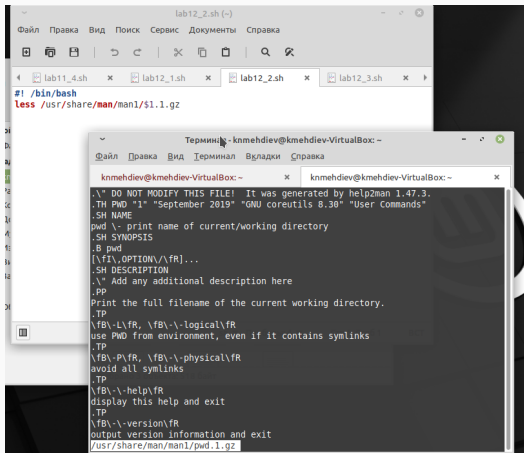 lab12_2.sh (~)
Файл Правка Вид Поиск Сервис Документы Справка
lab11_4.sh × lab12_1.sh × lab12_2.sh × lab12_3.sh ×
#! /bin/bash
less /usr/share/man/man1/$1.1.gz
Терминал - knmehdiev@kmehdiev-VirtualBox: ~
Файл Правка Вид Терминал Вкладки Справка
knmehdiev@kmehdiev-VirtualBox: ~ × knmehdiev@kmehdiev-VirtualBox: ~ ×
.\" DO NOT MODIFY THIS FILE!  It was generated by help2man 1.47.3.
.TH PWD "1" "September 2019" "GNU coreutils 8.30" "User Commands"
.SH NAME
pwd \- print name of current/working directory
.SH SYNOPSIS
.B pwd
[\fI\,OPTION\/\fR]...
.SH DESCRIPTION
.\" Add any additional description here
.PP
Print the full filename of the current working directory.
.TP
\fB\-L\fR, \fB\-\-logical\fR
use PWD from environment, even if it contains symlinks
.TP
\fB\-P\fR, \fB\-\-physical\fR
avoid all symlinks
.TP
\fB\-\-help\fR
display this help and exit
.TP
\fB\-\-version\fR
output version information and exit
/usr/share/man/man1/pwd.1.gz